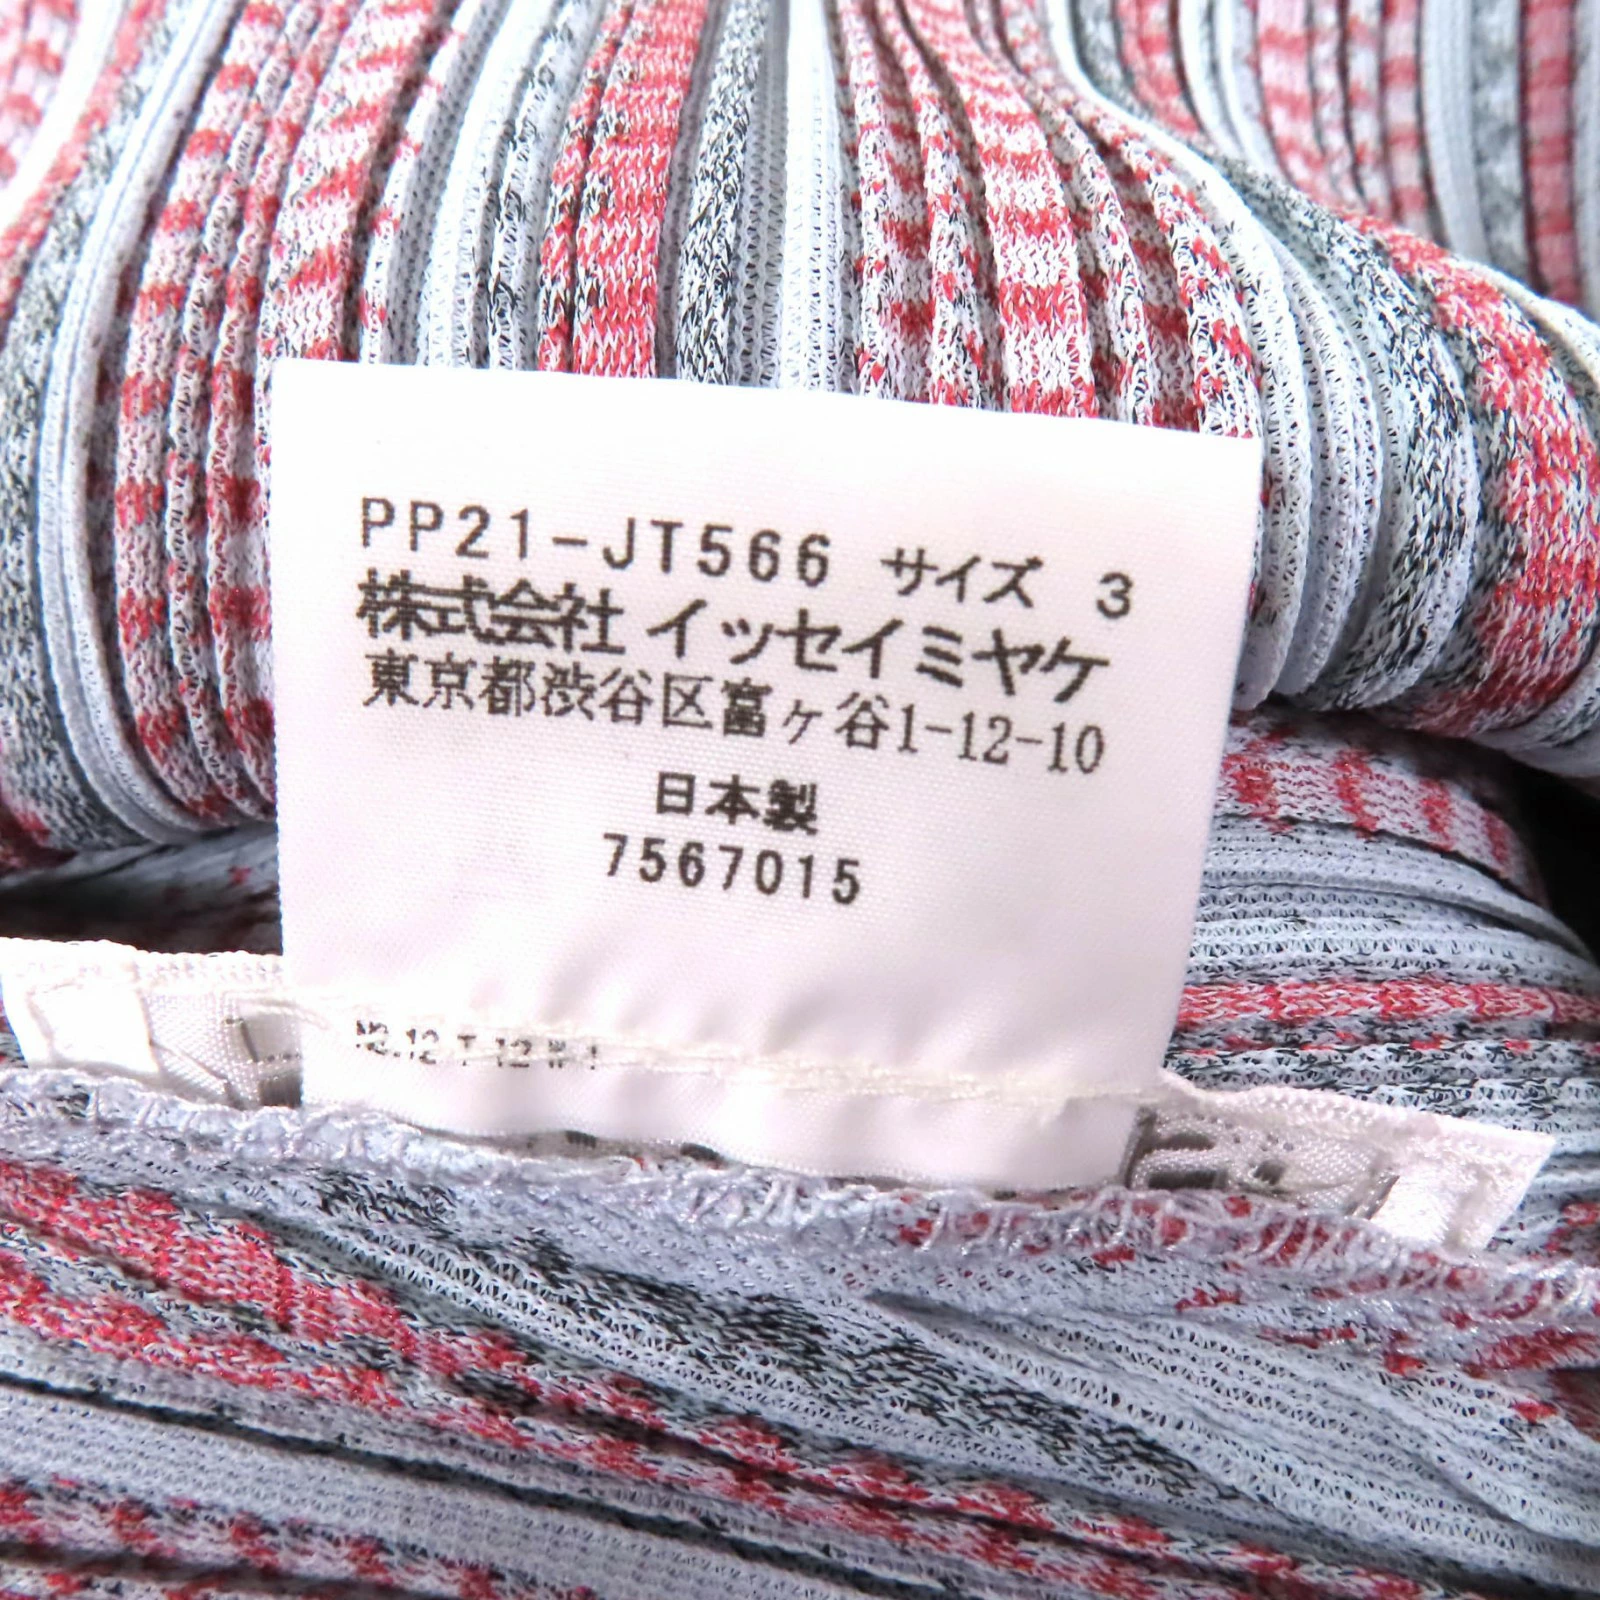 PP21-JT566 サイズ 3
株式会社 イッセイミヤケ
東京都渋谷区富ヶ谷1-12-10
日本製
7567015